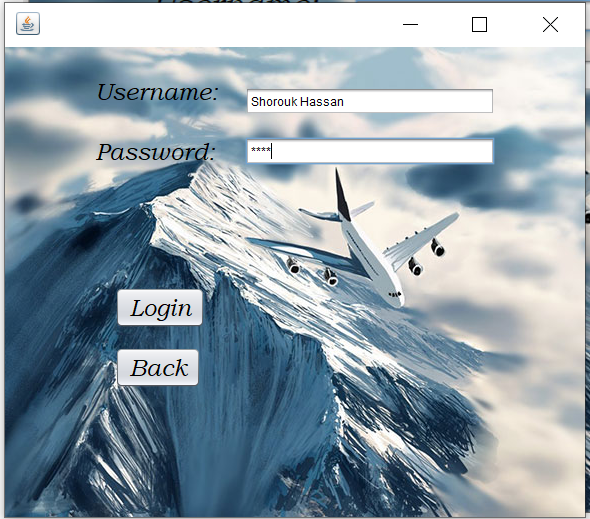 Username:
Shorouk Hassan
Password:
****
Login
Back